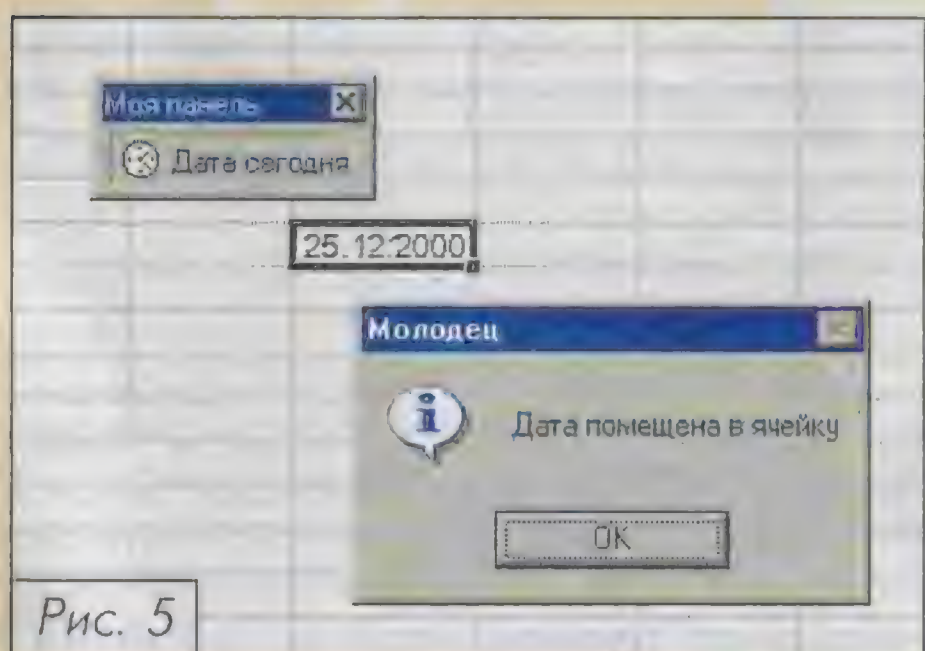 Моя панель
Дата сегодня
25.12.2000
Молодец
Дата помещена в ячейку
OK
Рис. 5